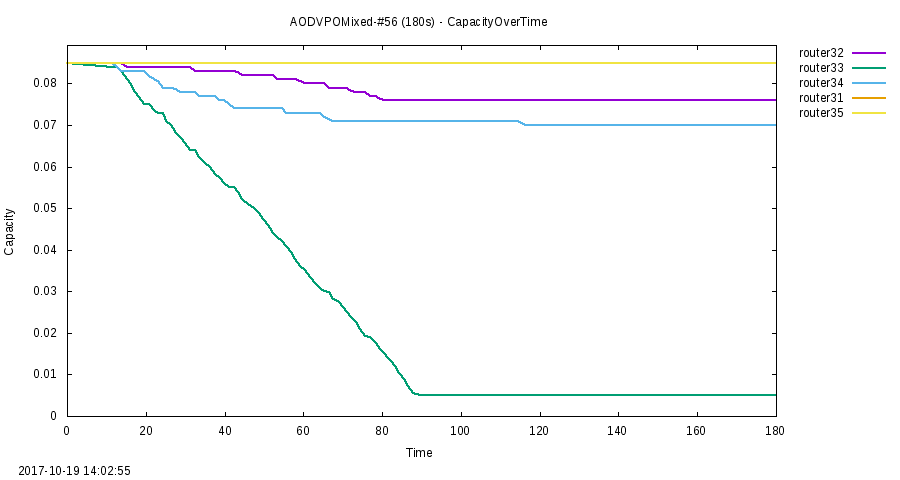 AODVPOMixed-#56 (180s) - CapacityOverTime
router32
router33
router34
router31
router35
0.08
0.07
0.06
0.05
0.04
0.03
0.02
0.01
0
Capacity
0 20 40 60 80 100 120 140 160 180
Time
2017-10-19 14:02:55